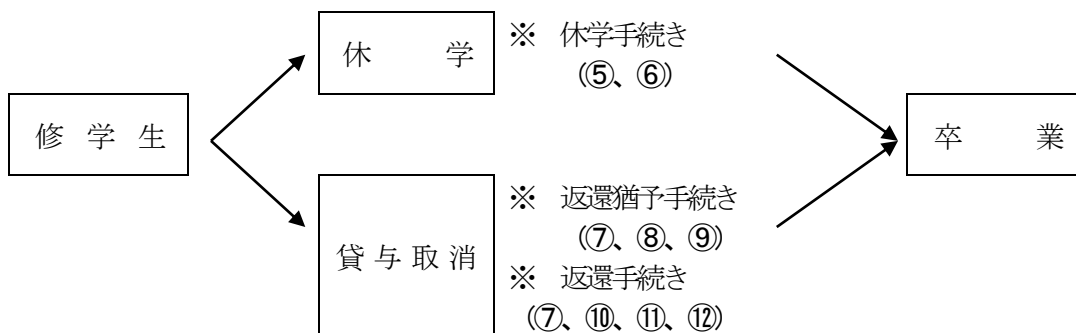 修 学 生
休　　学
※　休学手続き
(⑤、⑥)
貸 与 取 消
※　返還猶予手続き
(⑦、⑧、⑨)
※　返還手続き
(⑦、⑩、⑪、⑫)
卒　　業